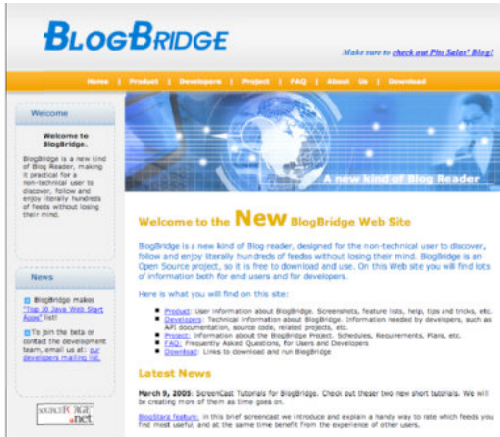 BLOGBRIDGE
Make sure to check out Pito Salas' Blog!
Home | Product | Developers | Project | FAQ | About Us | Download
Welcome
Welcome to
BlogBridge.
BlogBridge is a new kind
of Blog Reader, making
it practical for a
non-technical user to
discover, follow and
enjoy literally hundreds
of feeds without losing
their mind.
News
BlogBridge makes
"Top 10 Java Web Start
Apps" list!
To join the beta or
contact the development
team, email us at: our
developers mailing list.
SOURCEFORGE
.net
A new kind of Blog Reader
Welcome to the New BlogBridge Web Site
BlogBridge is a new kind of Blog reader, designed for the non-technical user to discover,
follow and enjoy literally hundreds of feeds without losing their mind. BlogBridge is an
Open Source project, so it is free to download and use. On this Web site you will find lots
of information both for end users and for developers.
Here is what you will find on this site:
Product: User information about BlogBridge. Screenshots, feature lists, help, tips and tricks, etc.
Developers: Technical information about BlogBridge. Information needed by developers, such as
API documentation, source code, related projects, etc.
Project: Information about the BlogBridge Project. Schedules, Requirements, Plans, etc.
FAQ: Frequently Asked Questions, for Users and Developers
Download: Links to download and run BlogBridge
Latest News
March 9, 2005: ScreenCast Tutorials for BlogBridge. Check out theser two new short tutorials. We will
be creating mon of them as time goes on.
BlogStarz feature: in this brief screencast we introduce and explain a handy way to rate which feeds you
find most useful, and at the same time benefit from the experience of other users.